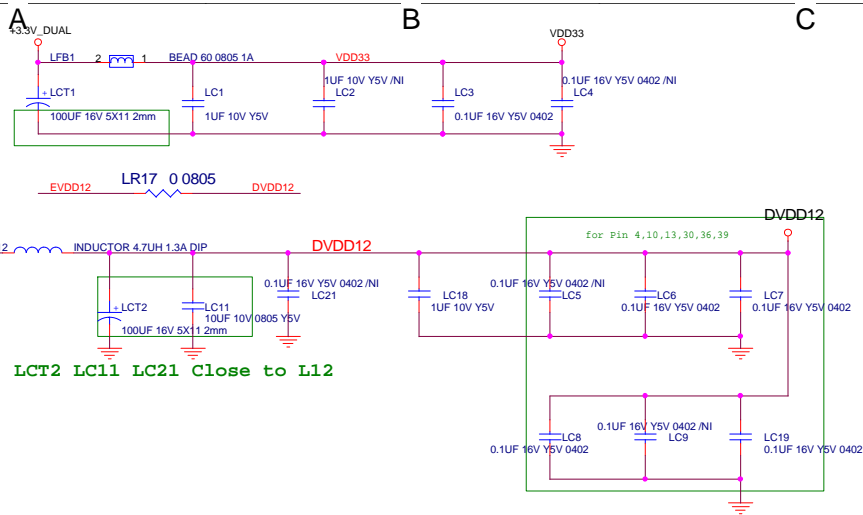 A B C
+3.3V_DUAL
VDD33
LFB1 2 1 BEAD 60 0805 1A VDD33
1UF 10V Y5V /NI
0.1UF 16V Y5V 0402 /NI
+ LCT1
LC1
LC2
LC3
LC4
100UF 16V 5X11 2mm
1UF 10V Y5V
0.1UF 16V Y5V 0402
LR17 0 0805
EVDD12 DVDD12
DVDD12
for Pin 4,10,13,30,36,39
2 INDUCTOR 4.7UH 1.3A DIP DVDD12
0.1UF 16V Y5V 0402 /NI
LC21
0.1UF 16V Y5V 0402 /NI
LC5
LC18
1UF 10V Y5V
LC6
0.1UF 16V Y5V 0402
LC7
0.1UF 16V Y5V 0402
+ LCT2
100UF 16V 5X11 2mm
LC11
10UF 10V 0805 Y5V
LCT2 LC11 LC21 Close to L12
LC8
0.1UF 16V Y5V 0402
0.1UF 16V Y5V 0402 /NI
LC9
LC19
0.1UF 16V Y5V 0402